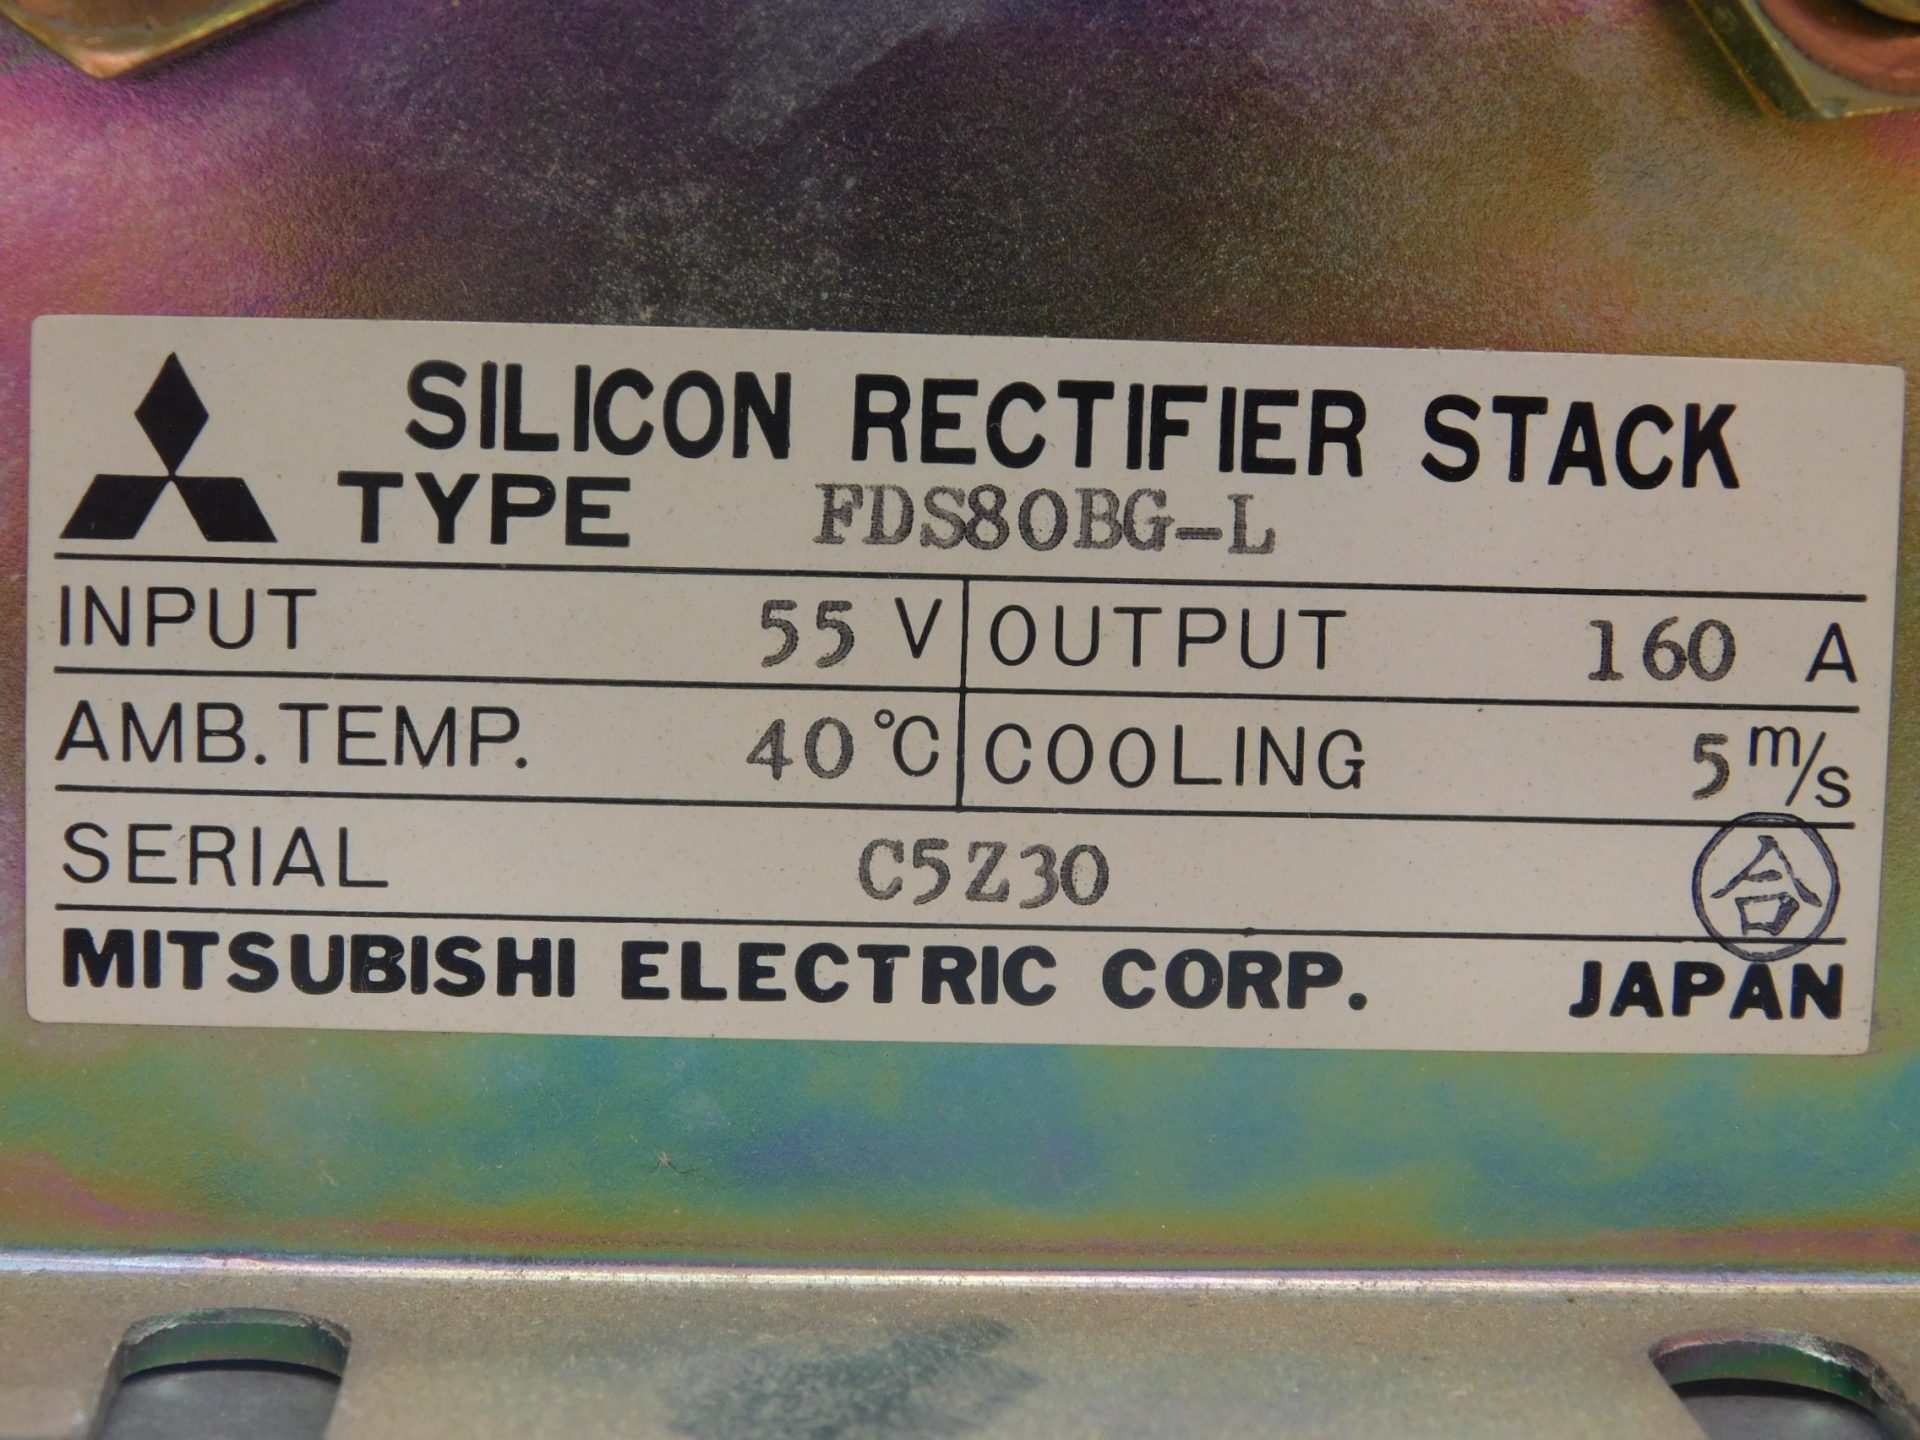 SILICON RECTIFIER STACK
TYPE FDS80BG-L
INPUT 55 V OUTPUT 160 A
AMB. TEMP. 40 °C COOLING 5 m/s
SERIAL C5Z30 合
MITSUBISHI ELECTRIC CORP. JAPAN